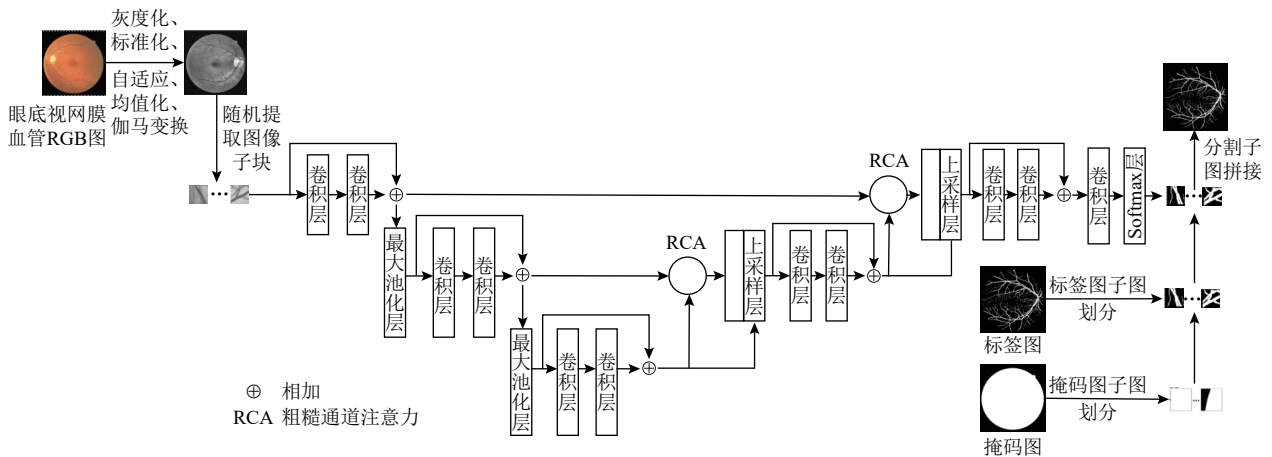 灰度化、
标准化、
自适应、
均值化、
伽马变换
眼底视网膜
血管RGB图
随机提
取图像
子块
卷积层
卷积层
最大池化层
卷积层
卷积层
最大池化层
卷积层
卷积层
RCA
上采样层
卷积层
卷积层
RCA
上采样层
卷积层
卷积层
卷积层
Softmax层
分割子
图拼接
标签图子图
划分
标签图
掩码图子图
划分
掩码图
⊕ 相加
RCA 粗糙通道注意力